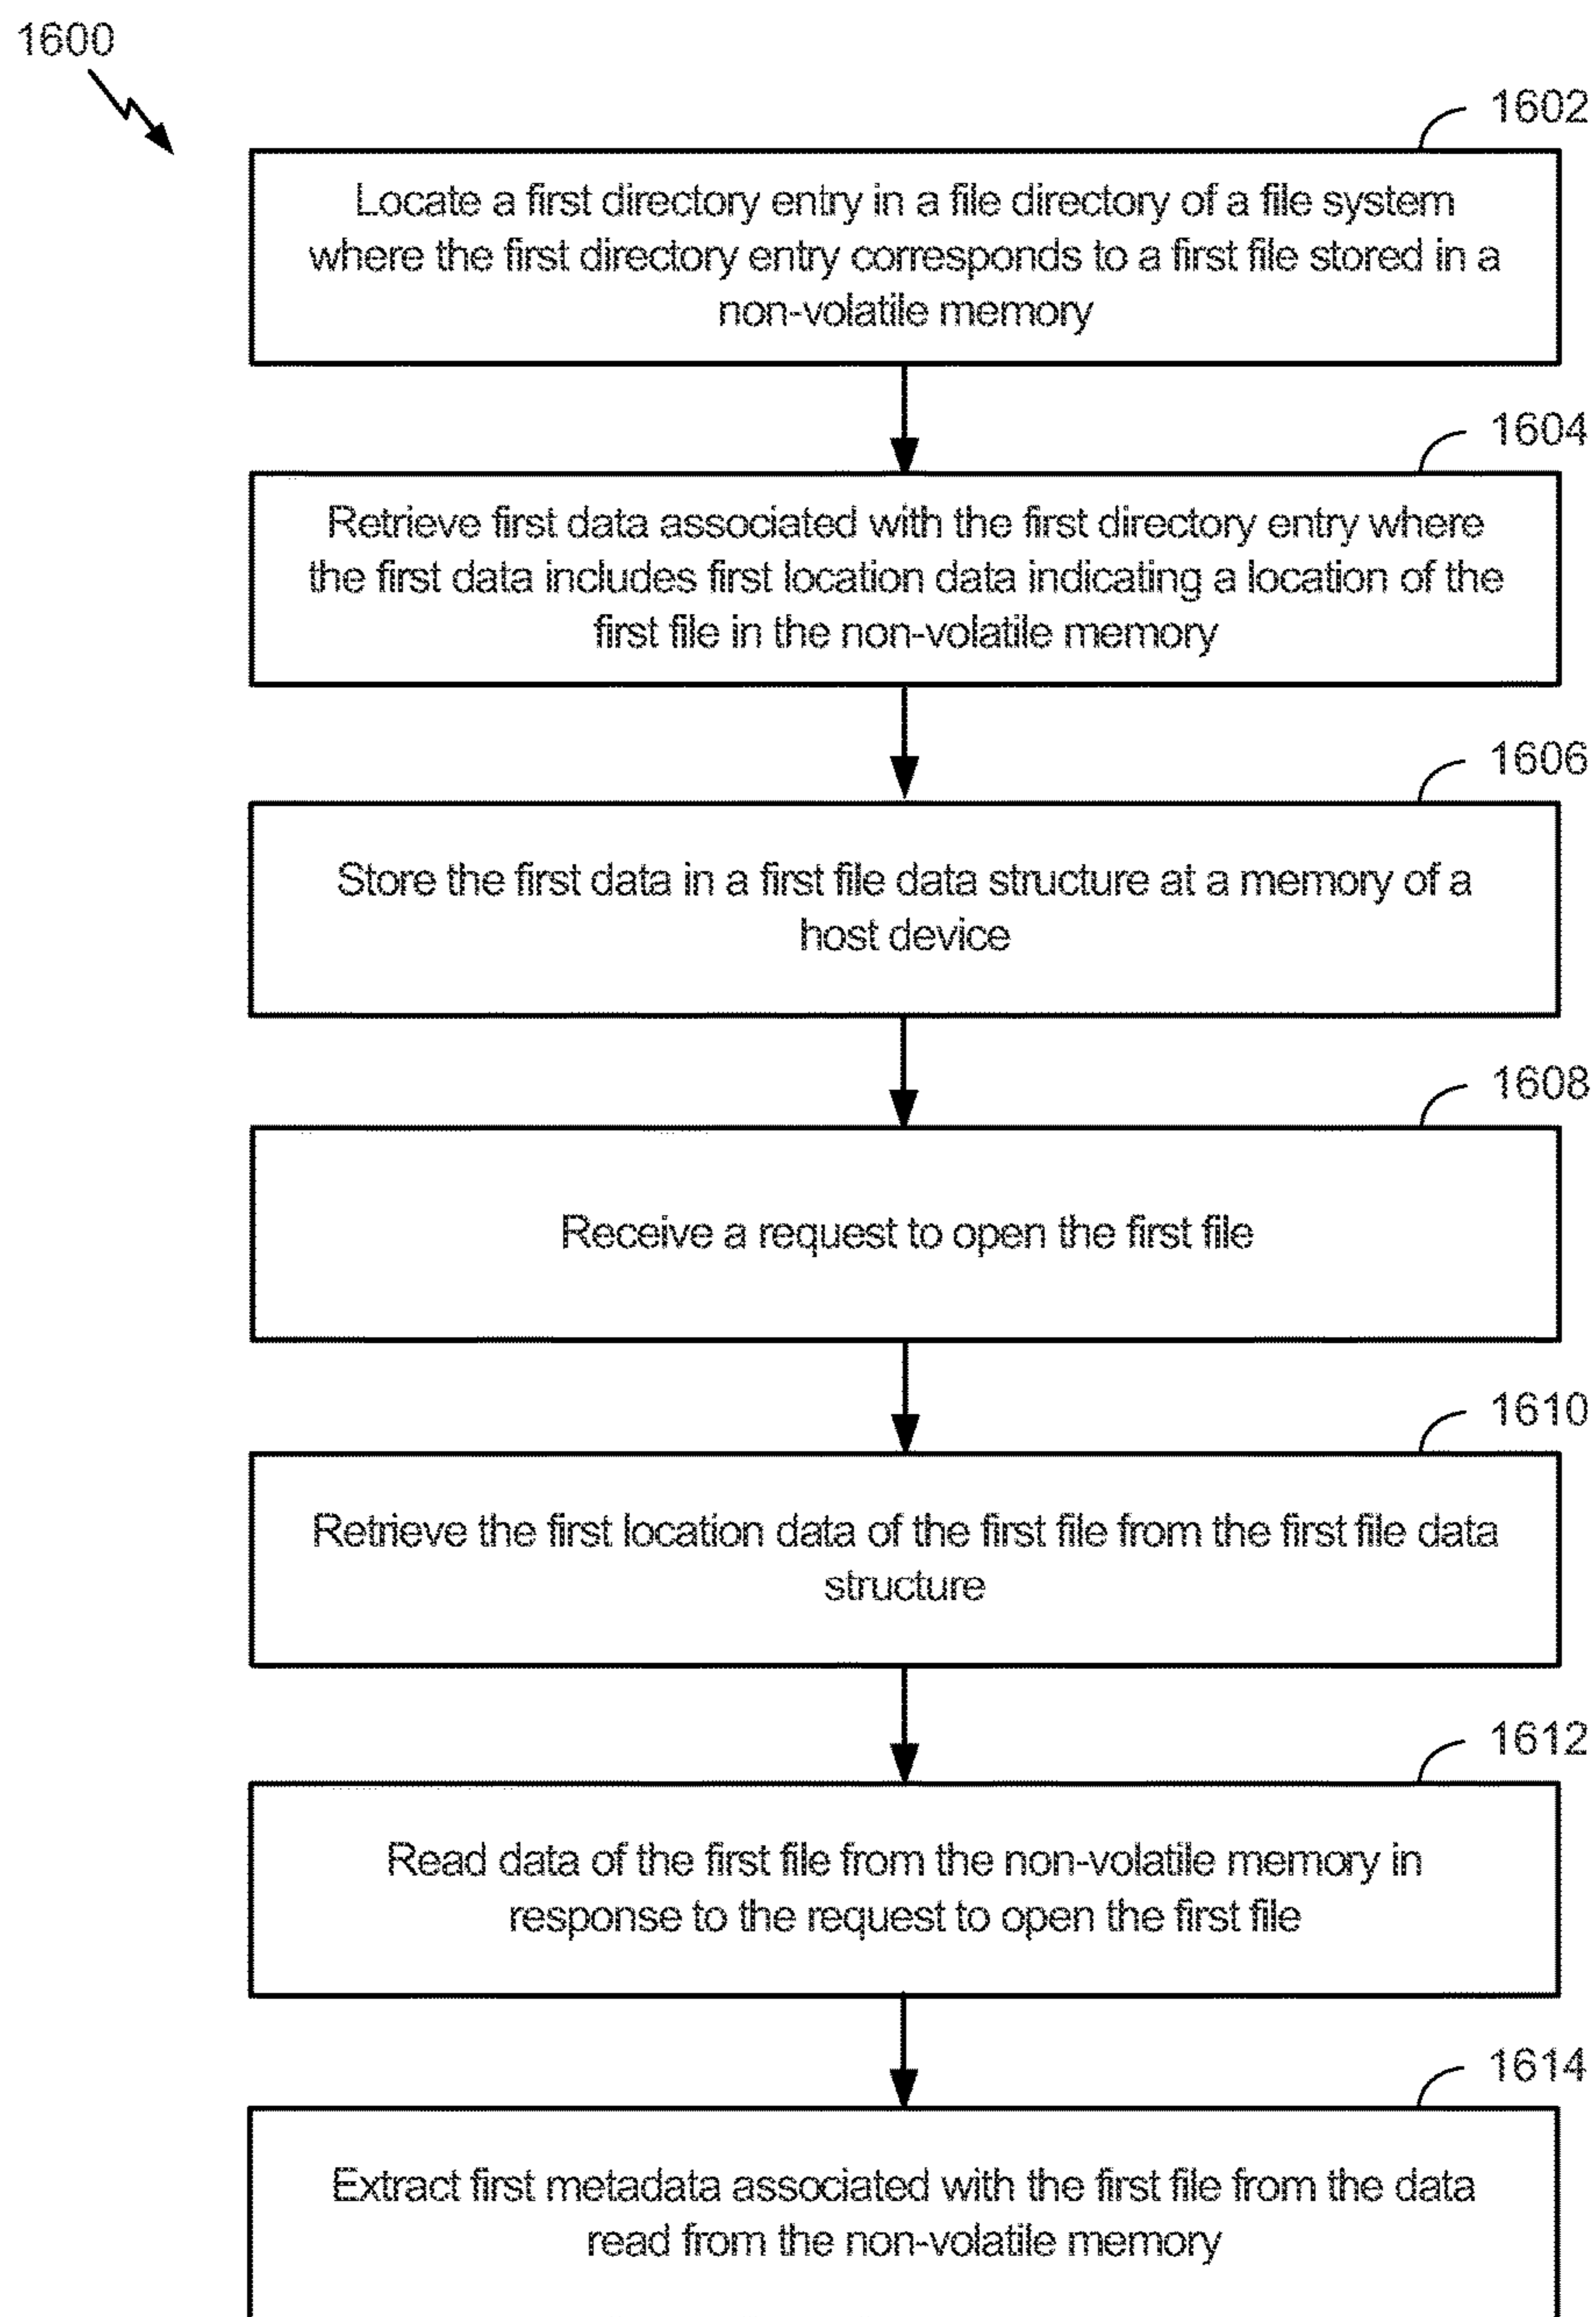 1600
1602
Locate a first directory entry in a file directory of a file system
where the first directory entry corresponds to a first file stored in a
non-volatile memory
1604
Retrieve first data associated with the first directory entry where
the first data includes first location data indicating a location of the
first file in the non-volatile memory
1606
Store the first data in a first file data structure at a memory of a
host device
1608
Receive a request to open the first file
1610
Retrieve the first location data of the first file from the first file data
structure
1612
Read data of the first file from the non-volatile memory in
response to the request to open the first file
1614
Extract first metadata associated with the first file from the data
read from the non-volatile memory